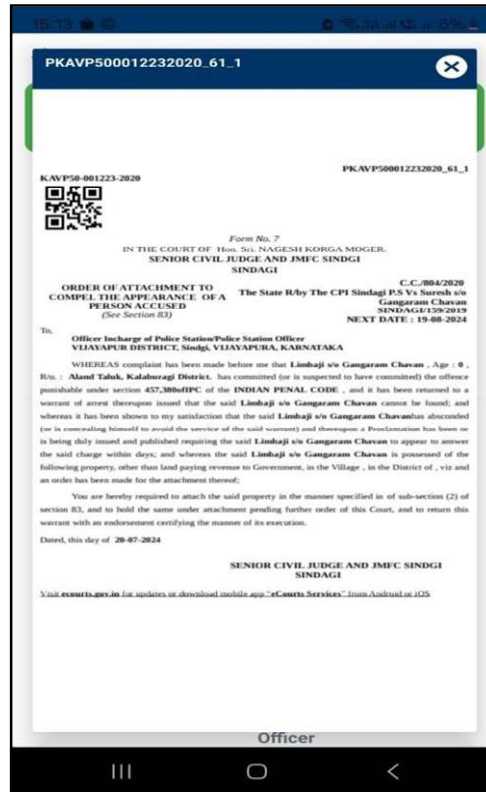 15:13
PKAVP500012232020_61_1
PKAVP500012232020_61_1
KAVP50-001223-2020
Form No. 7
IN THE COURT OF Hon. Sri. NAGESH KORGA MOGER.
SENIOR CIVIL JUDGE AND JMFC SINDGI
SINDAGI
ORDER OF ATTACHMENT TO
COMPEL THE APPEARANCE OF A
PERSON ACCUSED
(See Section 83)
C.C./804/2020
The State R/by The CPI Sindagi P.S Vs Suresh s/o
Gangaram Chavan
SINDAGI/159/2019
NEXT DATE : 19-08-2024
To,
Officer Incharge of Police Station/Police Station Officer
VIJAYAPUR DISTRICT, Sindgi, VIJAYAPURA, KARNATAKA
WHEREAS complaint has been made before me that Limbaji s/o Gangaram Chavan , Age : 0 ,
R/o. : Aland Taluk, Kalaburagi District, has committed (or is suspected to have committed) the offence
punishable under section 457,380ofIPC of the INDIAN PENAL CODE , and it has been returned to a
warrant of arrest thereupon issued that the said Limbaji s/o Gangaram Chavan cannot be found; and
whereas it has been shown to my satisfaction that the said Limbaji s/o Gangaram Chavanhas absconded
(or is concealing himself to avoid the service of the said warrant) and thereupon a Proclamation has been or
is being duly issued and published requiring the said Limbaji s/o Gangaram Chavan to appear to answer
the said charge within days; and whereas the said Limbaji s/o Gangaram Chavan is possessed of the
following property, other than land paying revenue to Government, in the Village , in the District of , viz and
an order has been made for the attachment thereof;
You are hereby required to attach the said property in the manner specified in of sub-section (2) of
section 83, and to hold the same under attachment pending further order of this Court, and to return this
warrant with an endorsement certifying the manner of its execution.
Dated, this day of 20-07-2024
SENIOR CIVIL JUDGE AND JMFC SINDGI
SINDAGI
Visit ecourts.gov.in for updates or download mobile app "eCourts Services" from Android or iOS
Officer